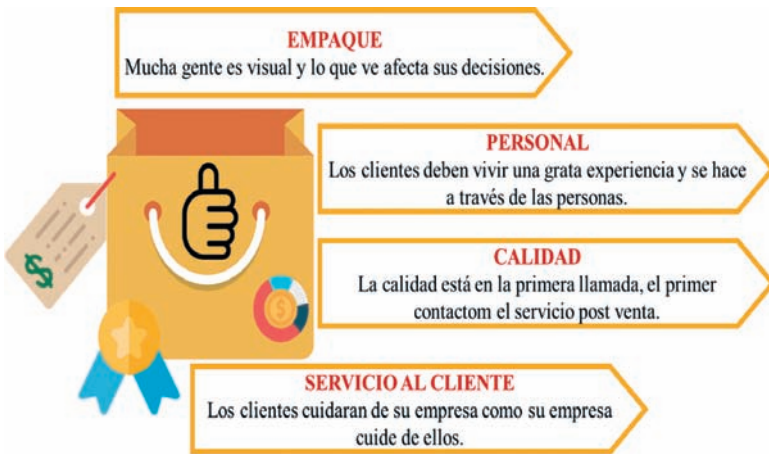 EMPAQUE
Mucha gente es visual y lo que ve afecta sus decisiones.
PERSONAL
Los clientes deben vivir una grata experiencia y se hace
a través de las personas.
CALIDAD
La calidad está en la primera llamada, el primer
contactom el servicio post venta.
SERVICIO AL CLIENTE
Los clientes cuidaran de su empresa como su empresa
cuide de ellos.
$
$